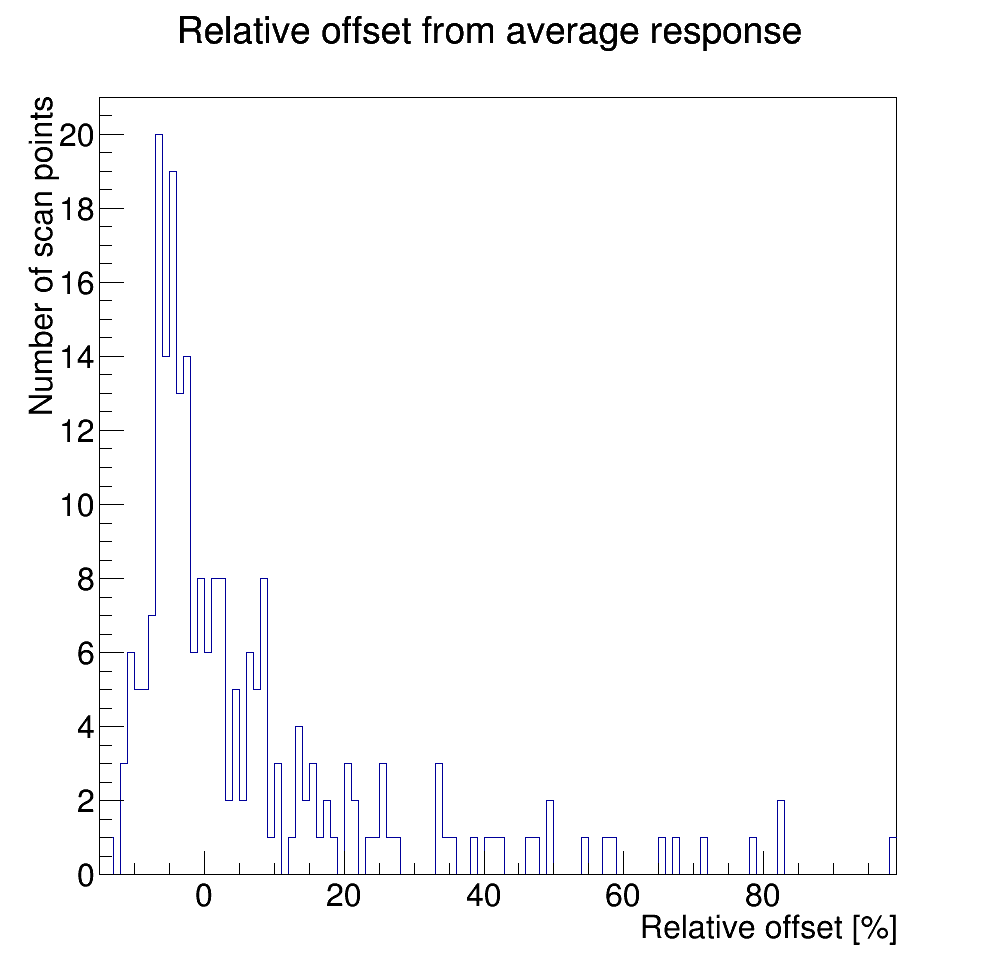 Relative offset from average response
Number of scan points
20
18
16
14
12
10
8
6
4
2
0
0 20 40 60 80
Relative offset [%]